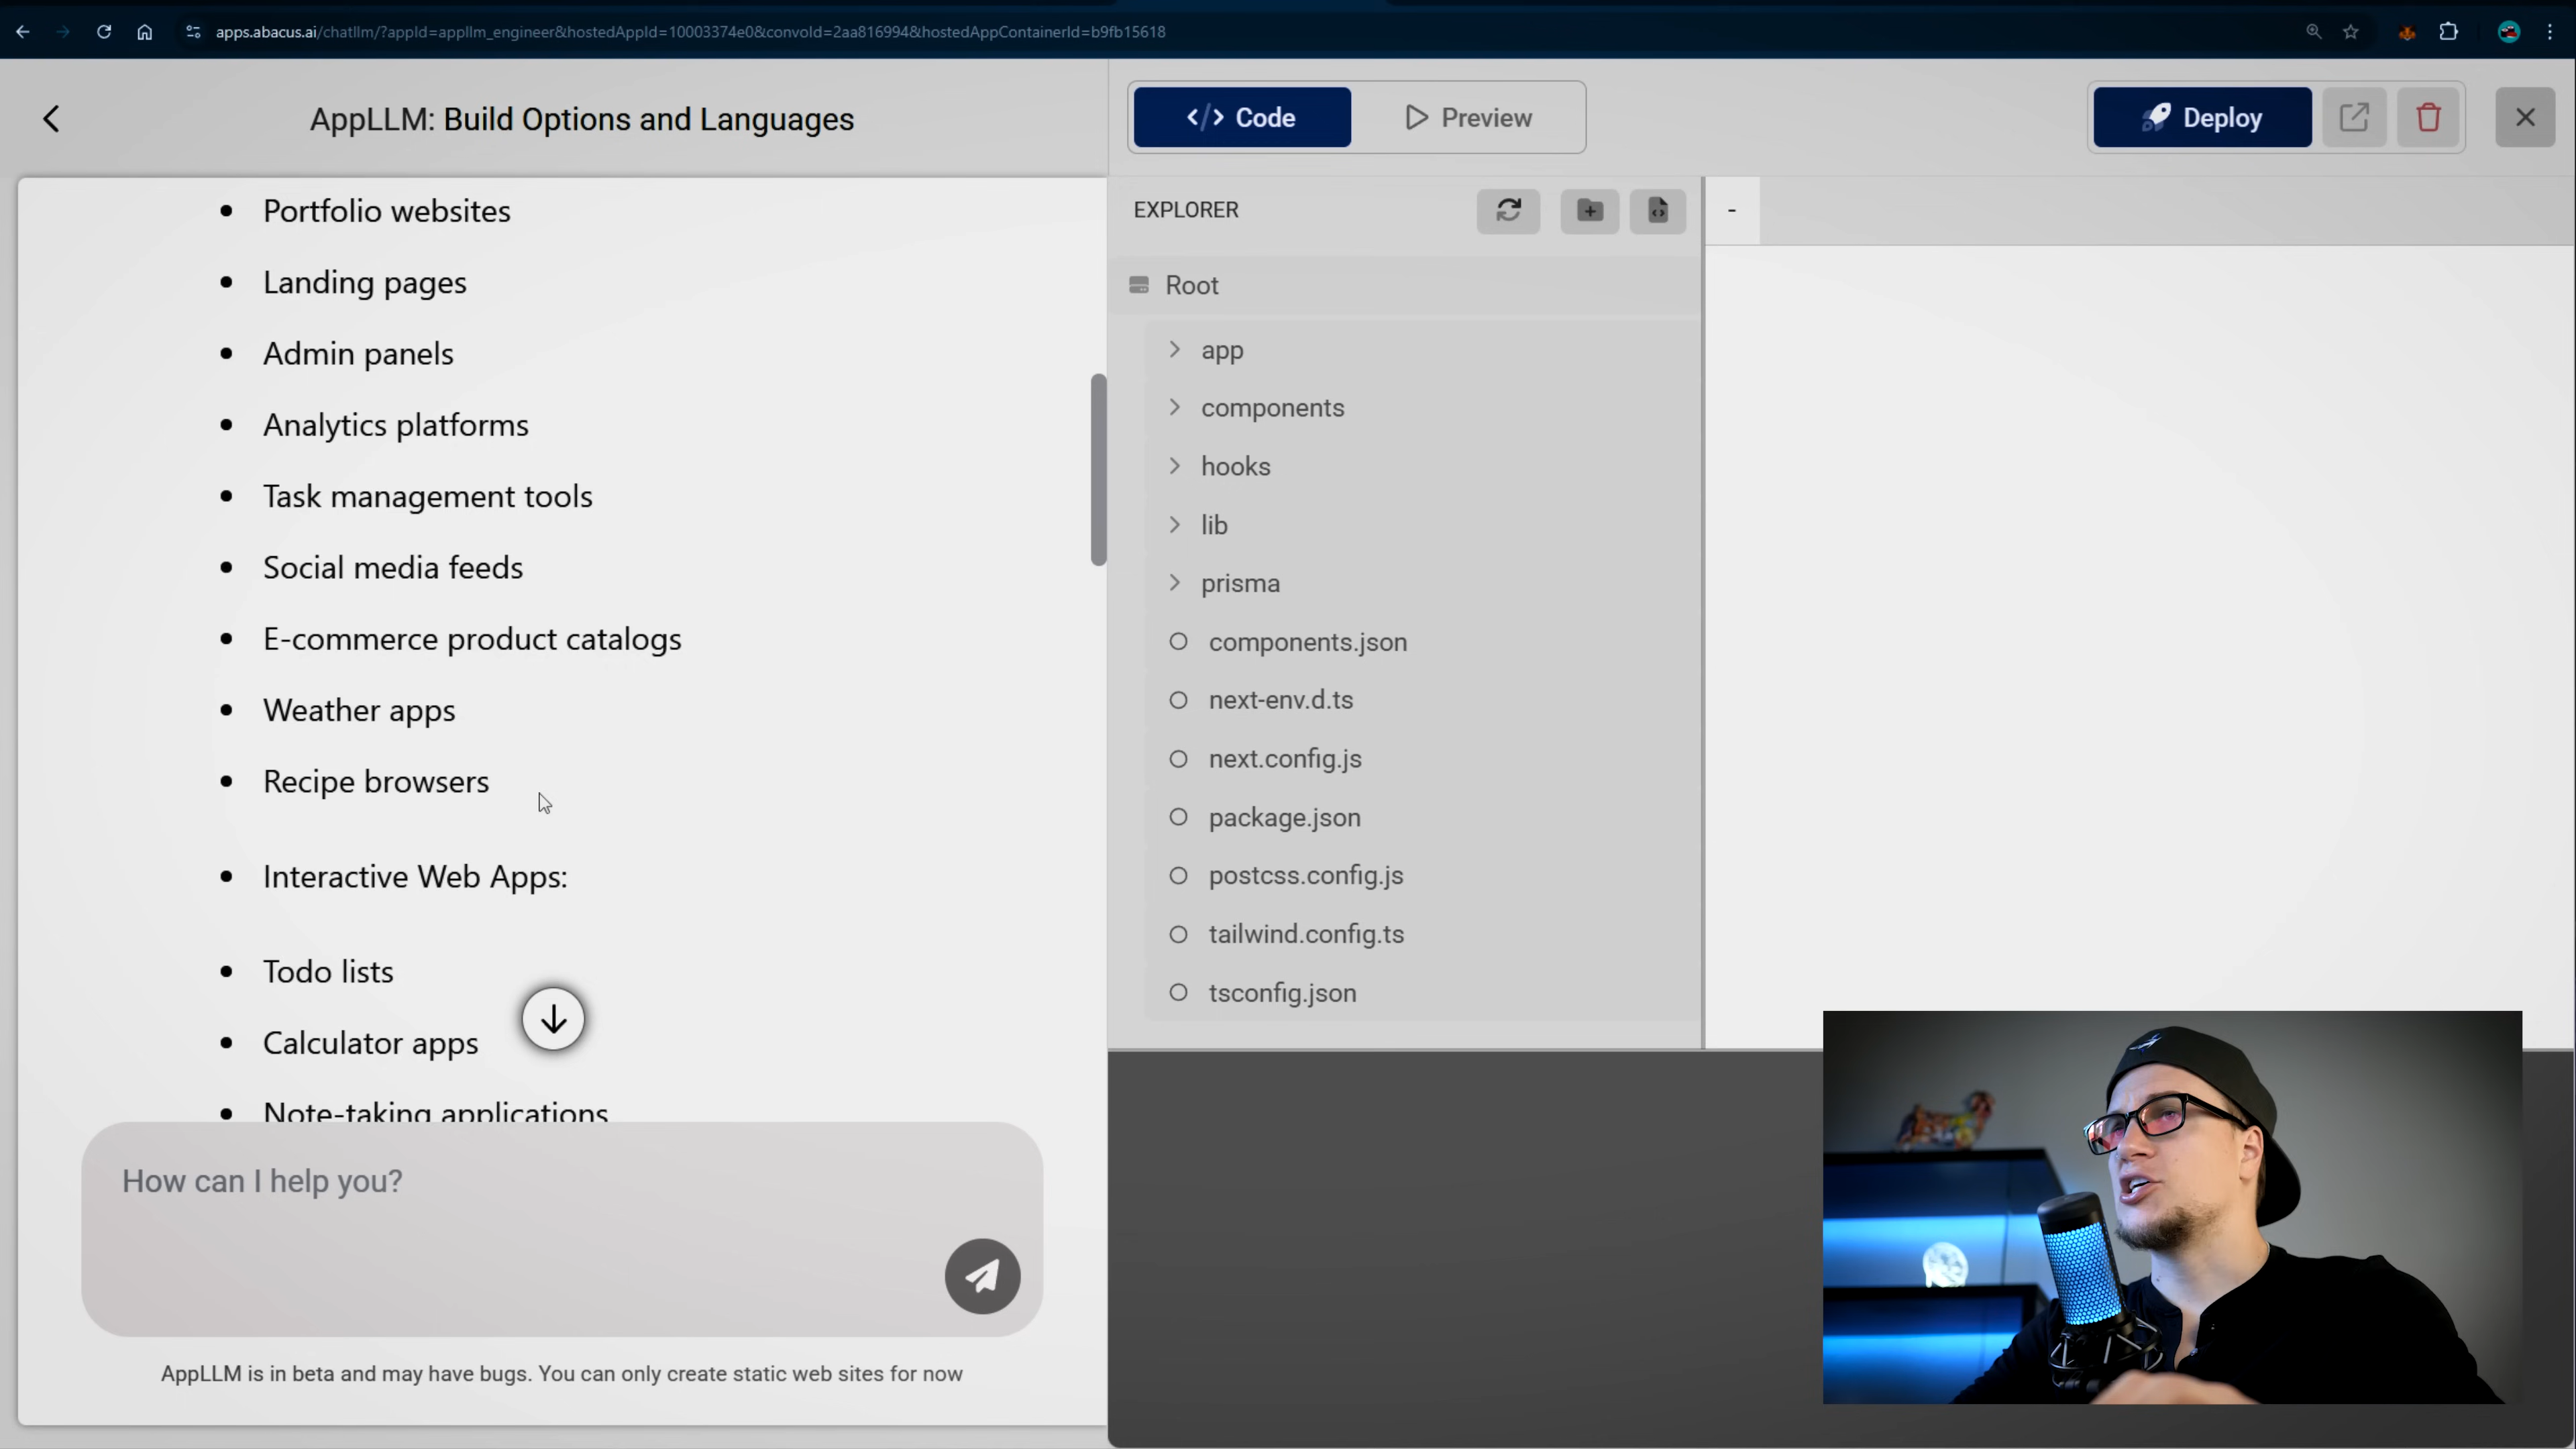 apps.abacus.ai/chatllm/?appId=appllm_engineer&hostedAppId=10003374e0&convoId=2aa816994&hostedAppContainerId=b9fb15618
AppLLM: Build Options and Languages
Portfolio websites
Landing pages
Admin panels
Analytics platforms
Task management tools
Social media feeds
E-commerce product catalogs
Weather apps
Recipe browsers
Interactive Web Apps:
Todo lists
Calculator apps
Note-taking applications
How can I help you?
AppLLM is in beta and may have bugs. You can only create static web sites for now
</> Code
Preview
Deploy
EXPLORER
-
Root
app
components
hooks
lib
prisma
components.json
next-env.d.ts
next.config.js
package.json
postcss.config.js
tailwind.config.ts
tsconfig.json